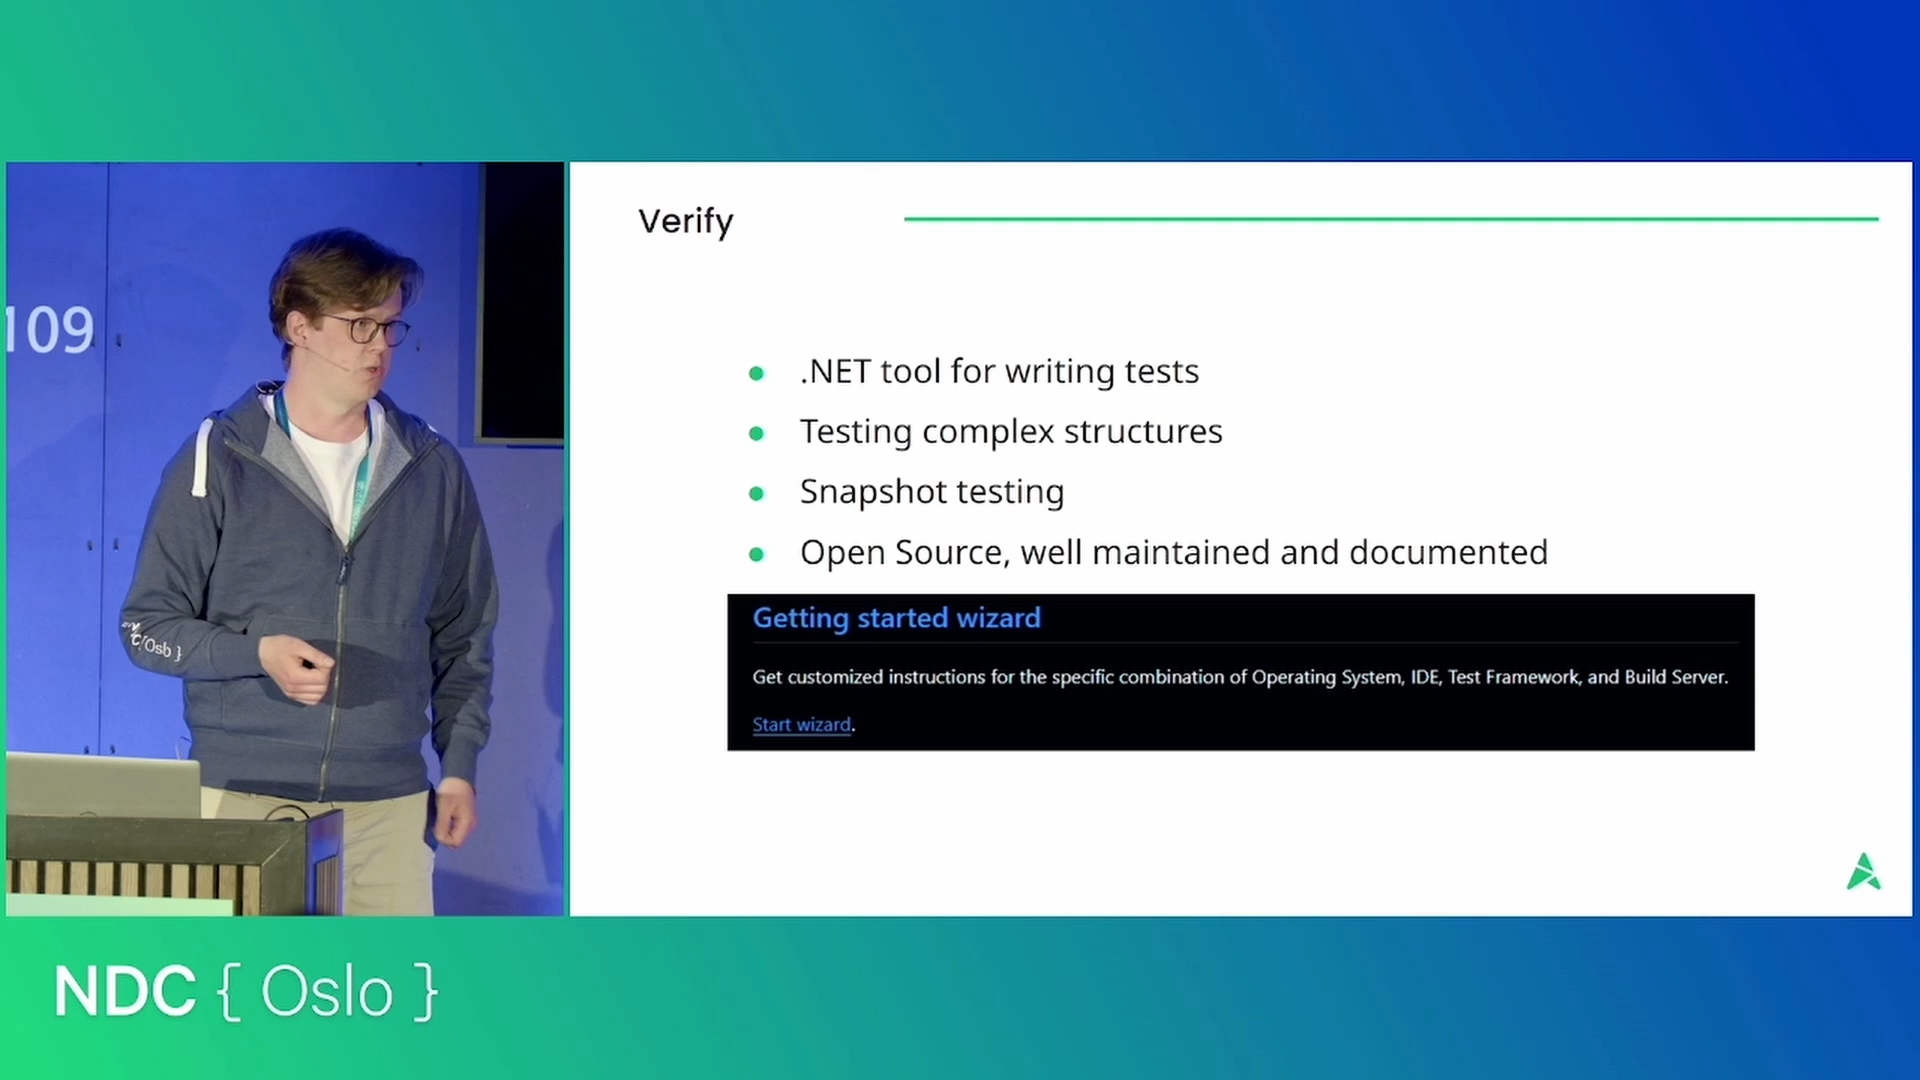 109
Verify
.NET tool for writing tests
Testing complex structures
Snapshot testing
Open Source, well maintained and documented
Getting started wizard
Get customized instructions for the specific combination of Operating System, IDE, Test Framework, and Build Server.
Start wizard.
{Oslo }
NDC { Oslo }